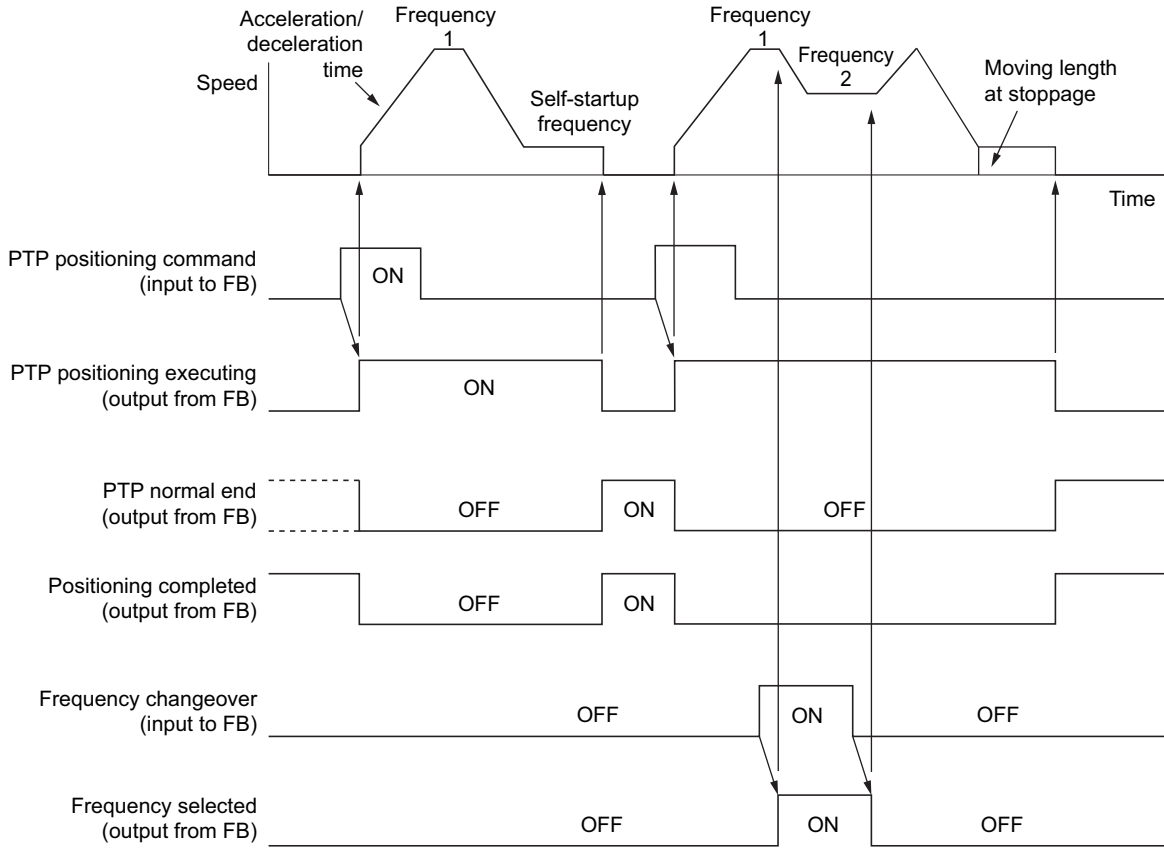 Acceleration/
deceleration
time
Frequency
1
Frequency
1
Frequency
2
Speed
Self-startup
frequency
Moving length
at stoppage
Time
PTP positioning command
(input to FB)
ON
PTP positioning executing
(output from FB)
ON
PTP normal end
(output from FB)
OFF
ON
OFF
Positioning completed
(output from FB)
OFF
ON
Frequency changeover
(input to FB)
OFF
ON
OFF
Frequency selected
(output from FB)
OFF
ON
OFF